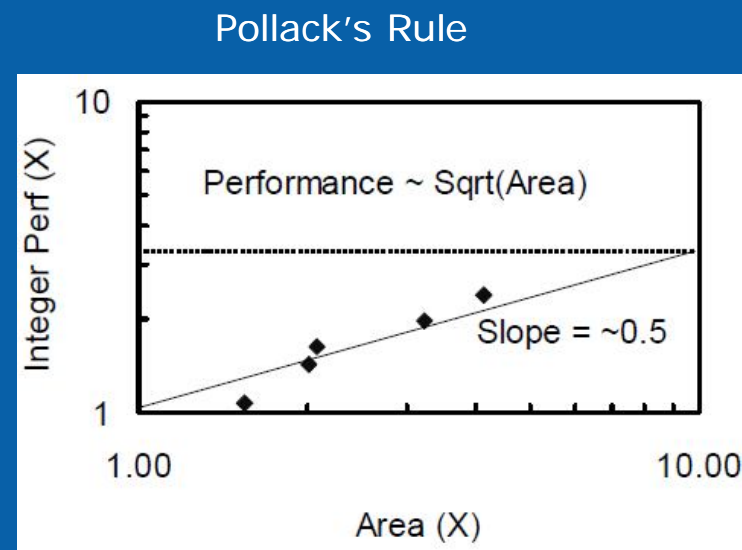 Pollack's Rule
10
Integer Perf (X)
Performance ~ Sqrt(Area)
Slope = ~0.5
1
1.00
10.00
Area (X)